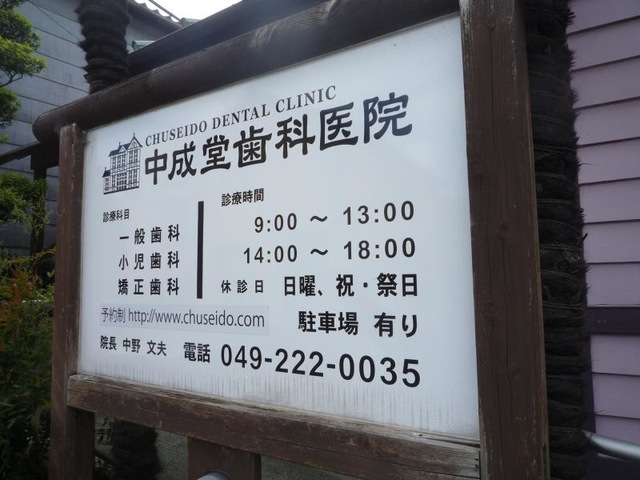 CHUSEIDO DENTAL CLINIC
中成堂歯科医院
診療科目
一般歯科
小児歯科
矯正歯科
診療時間
9:00 ～ 13:00
14:00 ～ 18:00
休診日 日曜、祝・祭日
予約制 http://www.chuseido.com
駐車場 有り
院長 中野 文夫 電話 049-222-0035